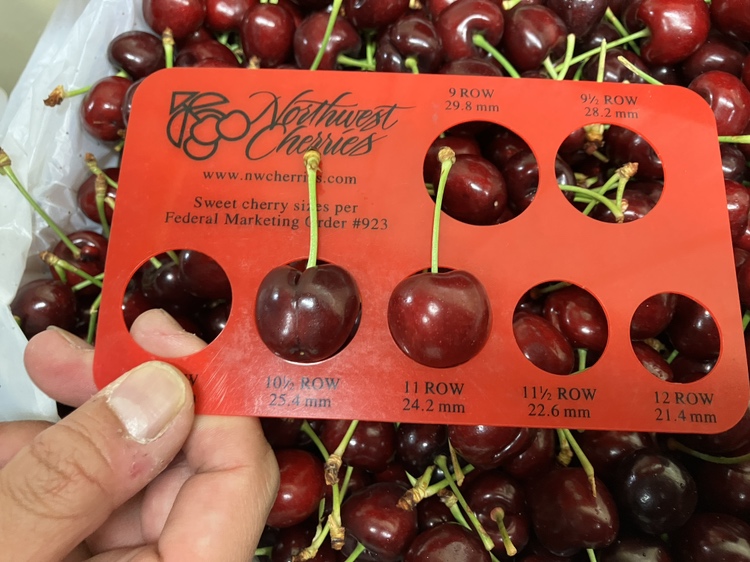 Northwest
Cherries
www.nwcherries.com
Sweet cherry sizes per
Federal Marketing Order #923
9 ROW
29.8 mm
9½ ROW
28.2 mm
10½ ROW
25.4 mm
11 ROW
24.2 mm
11½ ROW
22.6 mm
12 ROW
21.4 mm